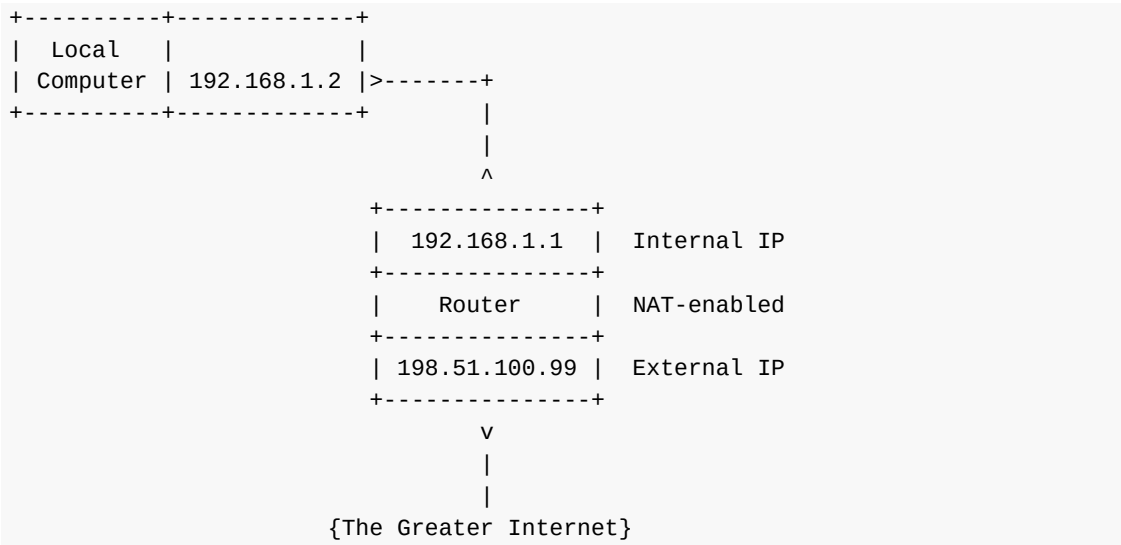 +----------+-------------+
|  Local   |             |
| Computer | 192.168.1.2 |>-------+
+----------+-------------+        |
                                  |
                                  ^
                          +---------------+
                          |  192.168.1.1  |  Internal IP
                          +---------------+
                          |    Router     |  NAT-enabled
                          +---------------+
                          | 198.51.100.99 |  External IP
                          +---------------+
                                  v
                                  |
                                  |
                       {The Greater Internet}